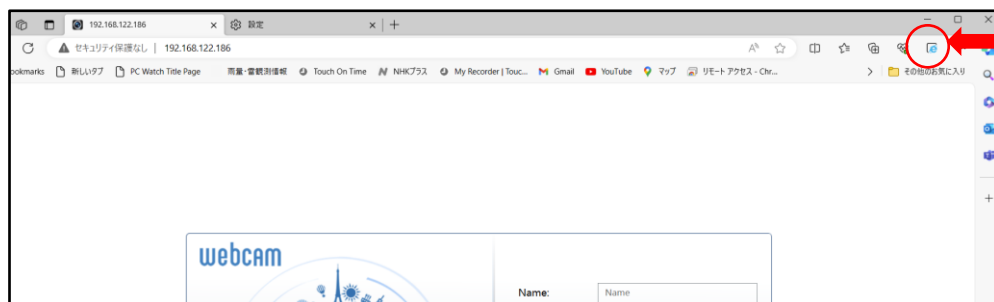 192.168.122.186
設定
セキュリティ保護なし | 192.168.122.186
ookmarks 新しいタブ PC Watch Title Page 雨量・雪観測情報 Touch On Time NHKプラス My Recorder | Touc... Gmail YouTube マップ リモート アクセス - Chr... その他のお気に入り
webcam
Name: Name